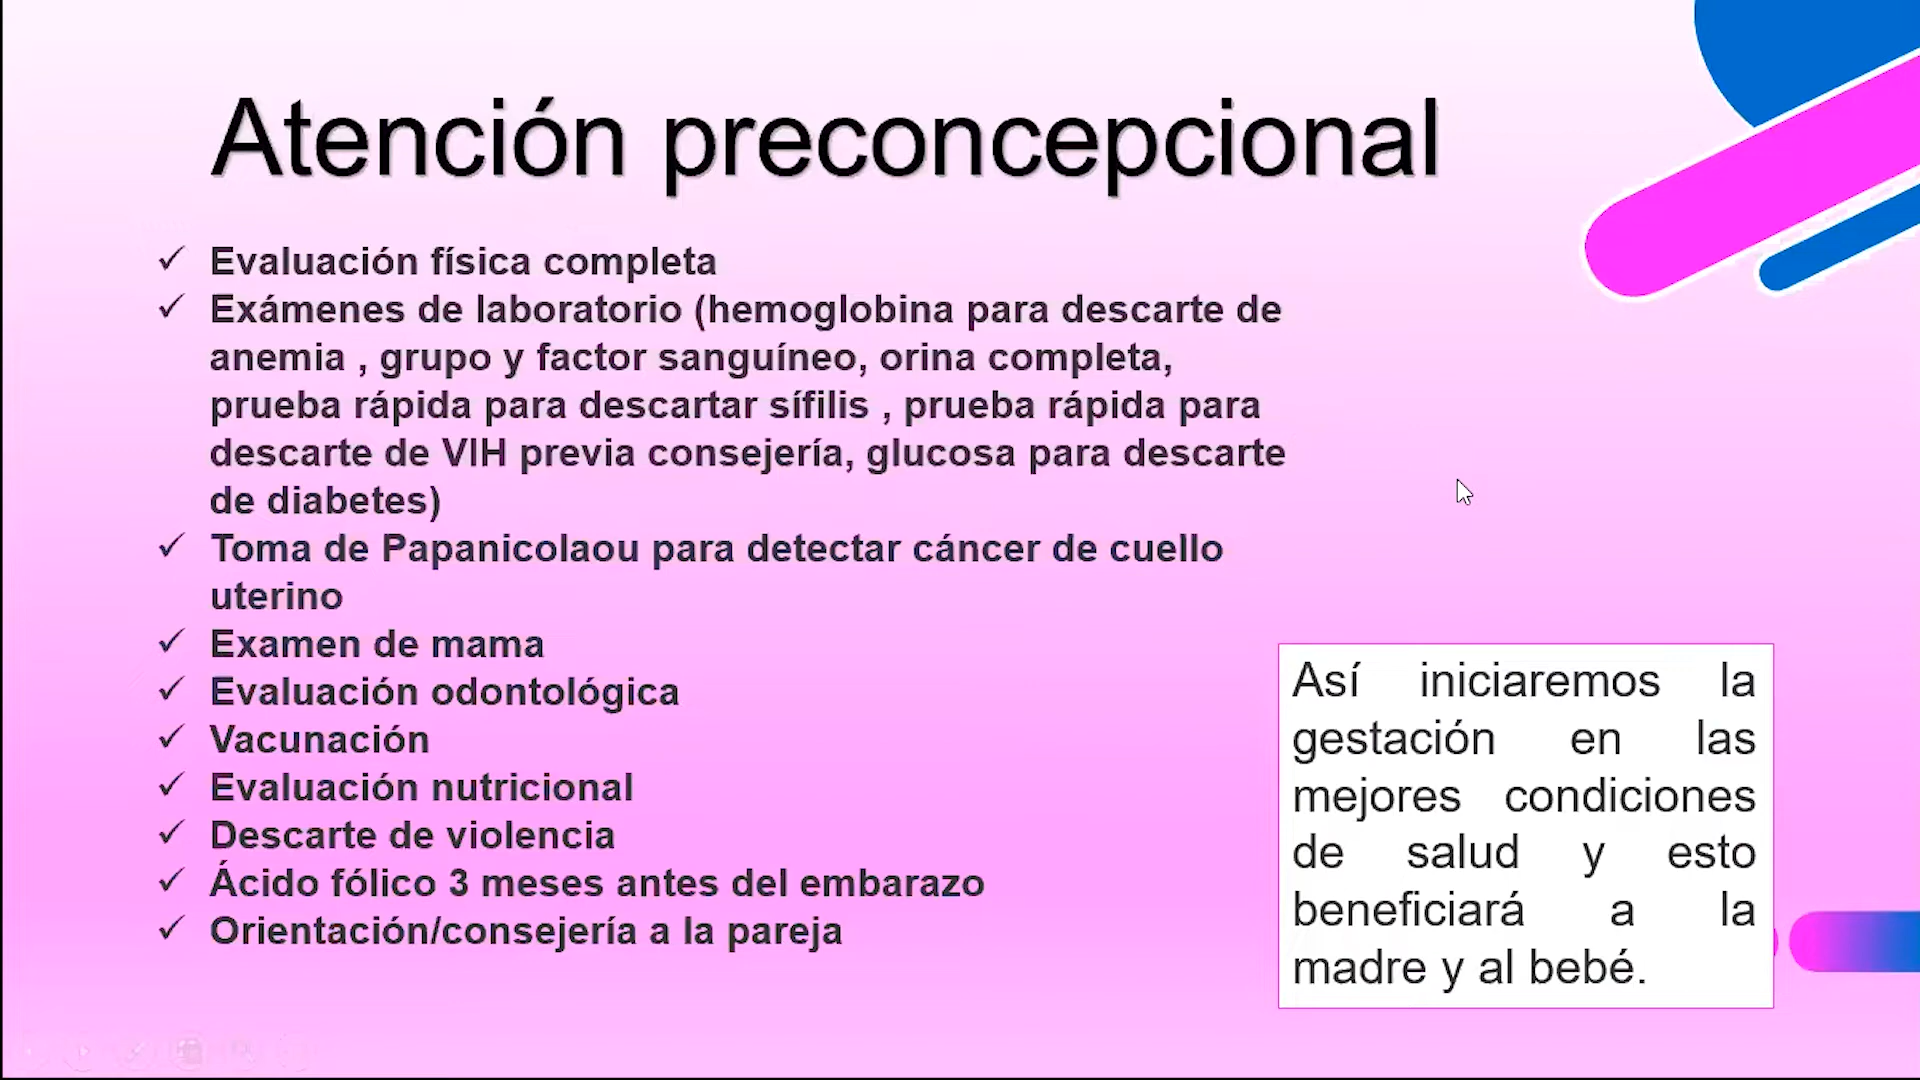 Atención preconcepcional
✓ Evaluación física completa
✓ Exámenes de laboratorio (hemoglobina para descarte de
anemia , grupo y factor sanguíneo, orina completa,
prueba rápida para descartar sífilis , prueba rápida para
descarte de VIH previa consejería, glucosa para descarte
de diabetes)
✓ Toma de Papanicolaou para detectar cáncer de cuello
uterino
✓ Examen de mama
✓ Evaluación odontológica
✓ Vacunación
✓ Evaluación nutricional
✓ Descarte de violencia
✓ Ácido fólico 3 meses antes del embarazo
✓ Orientación/consejería a la pareja
Así iniciaremos la
gestación en las
mejores condiciones
de salud y esto
beneficiará a la
madre y al bebé.